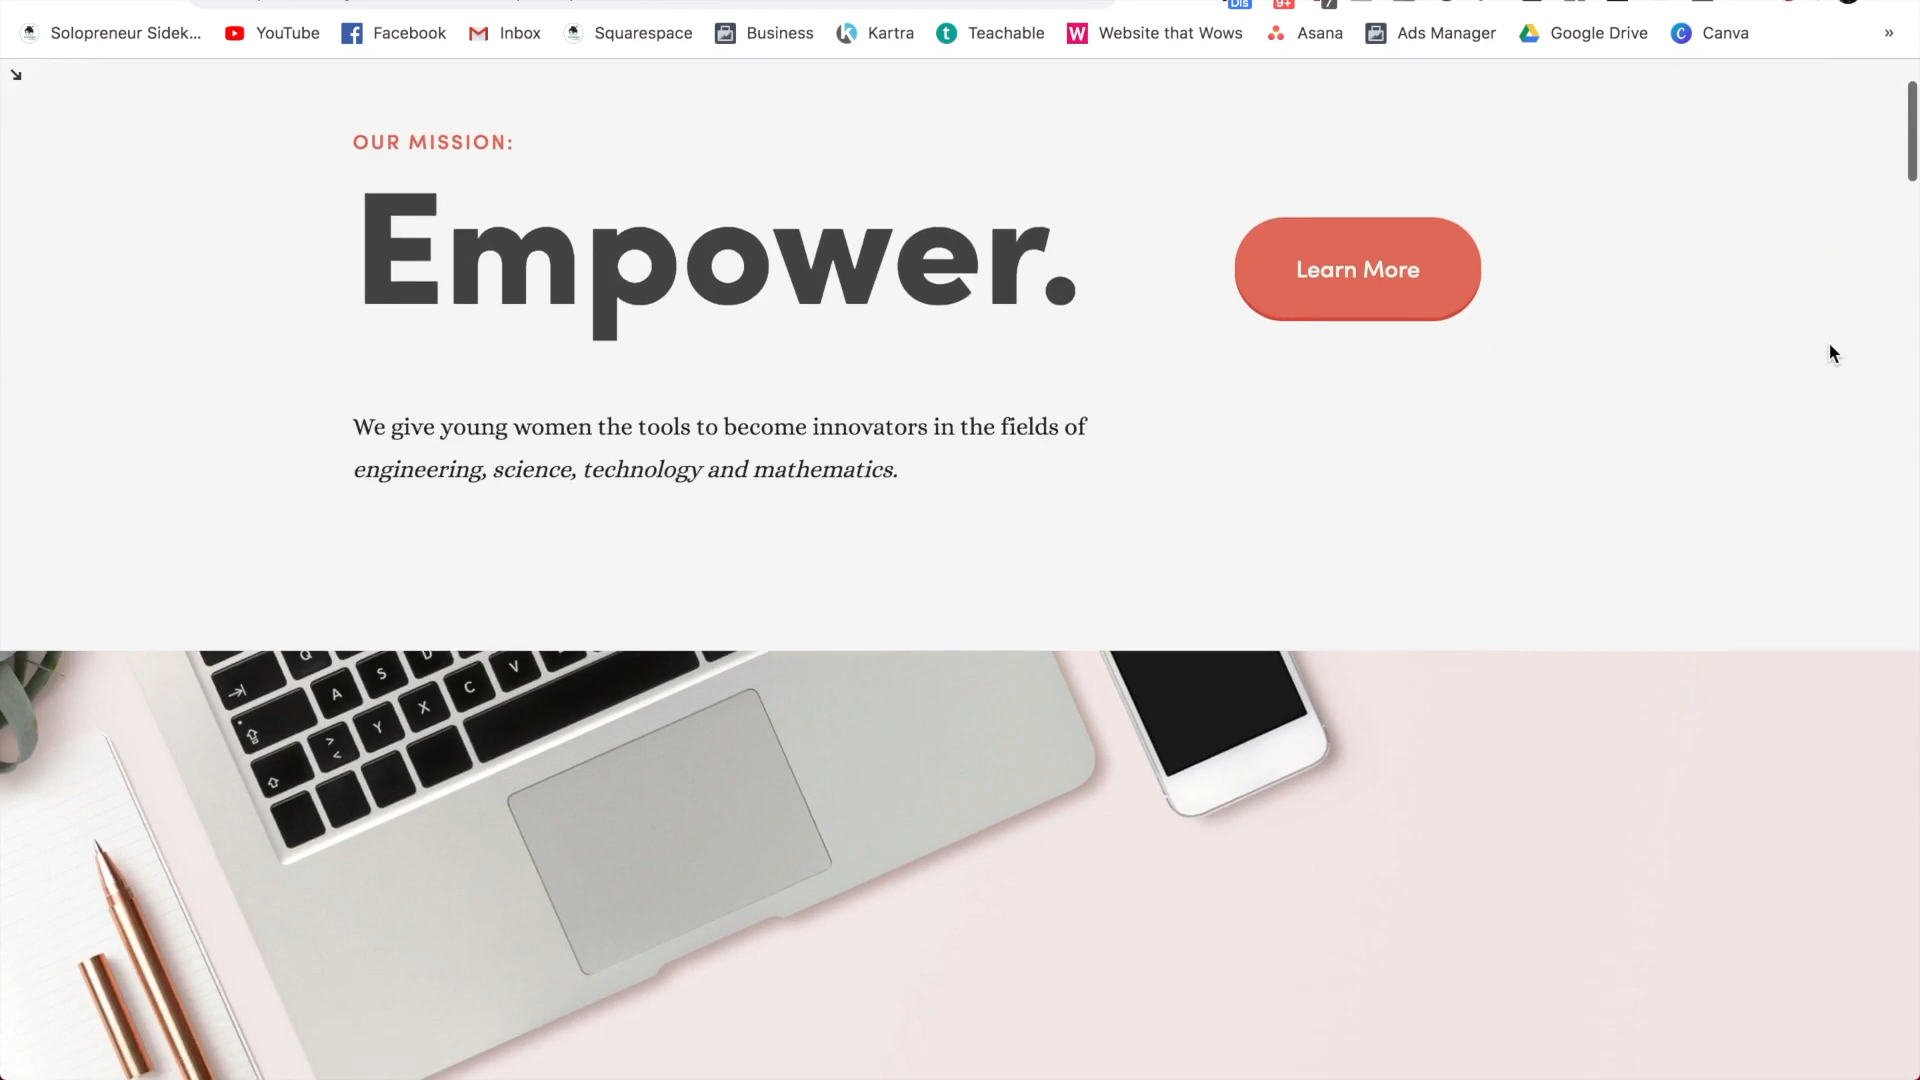 Solopreneur Sidek... YouTube Facebook Inbox Squarespace Business Kartra Teachable Website that Wows Asana Ads Manager Google Drive Canva »
OUR MISSION:
Empower.
Learn More
We give young women the tools to become innovators in the fields of
engineering, science, technology and mathematics.
A S
Y X C V